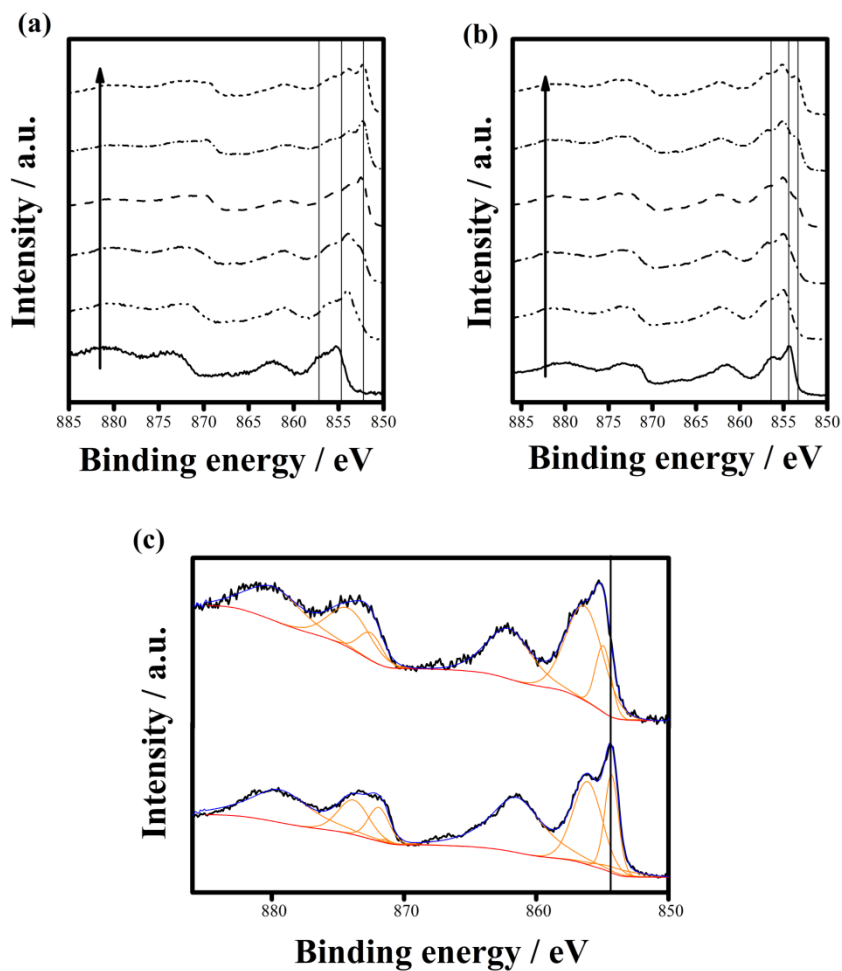 (a)
(b)
Intensity / a.u.
Intensity / a.u.
885 880 875 870 865 860 855 850
885 880 875 870 865 860 855 850
Binding energy / eV
Binding energy / eV
(c)
Intensity / a.u.
880 870 860 850
Binding energy / eV